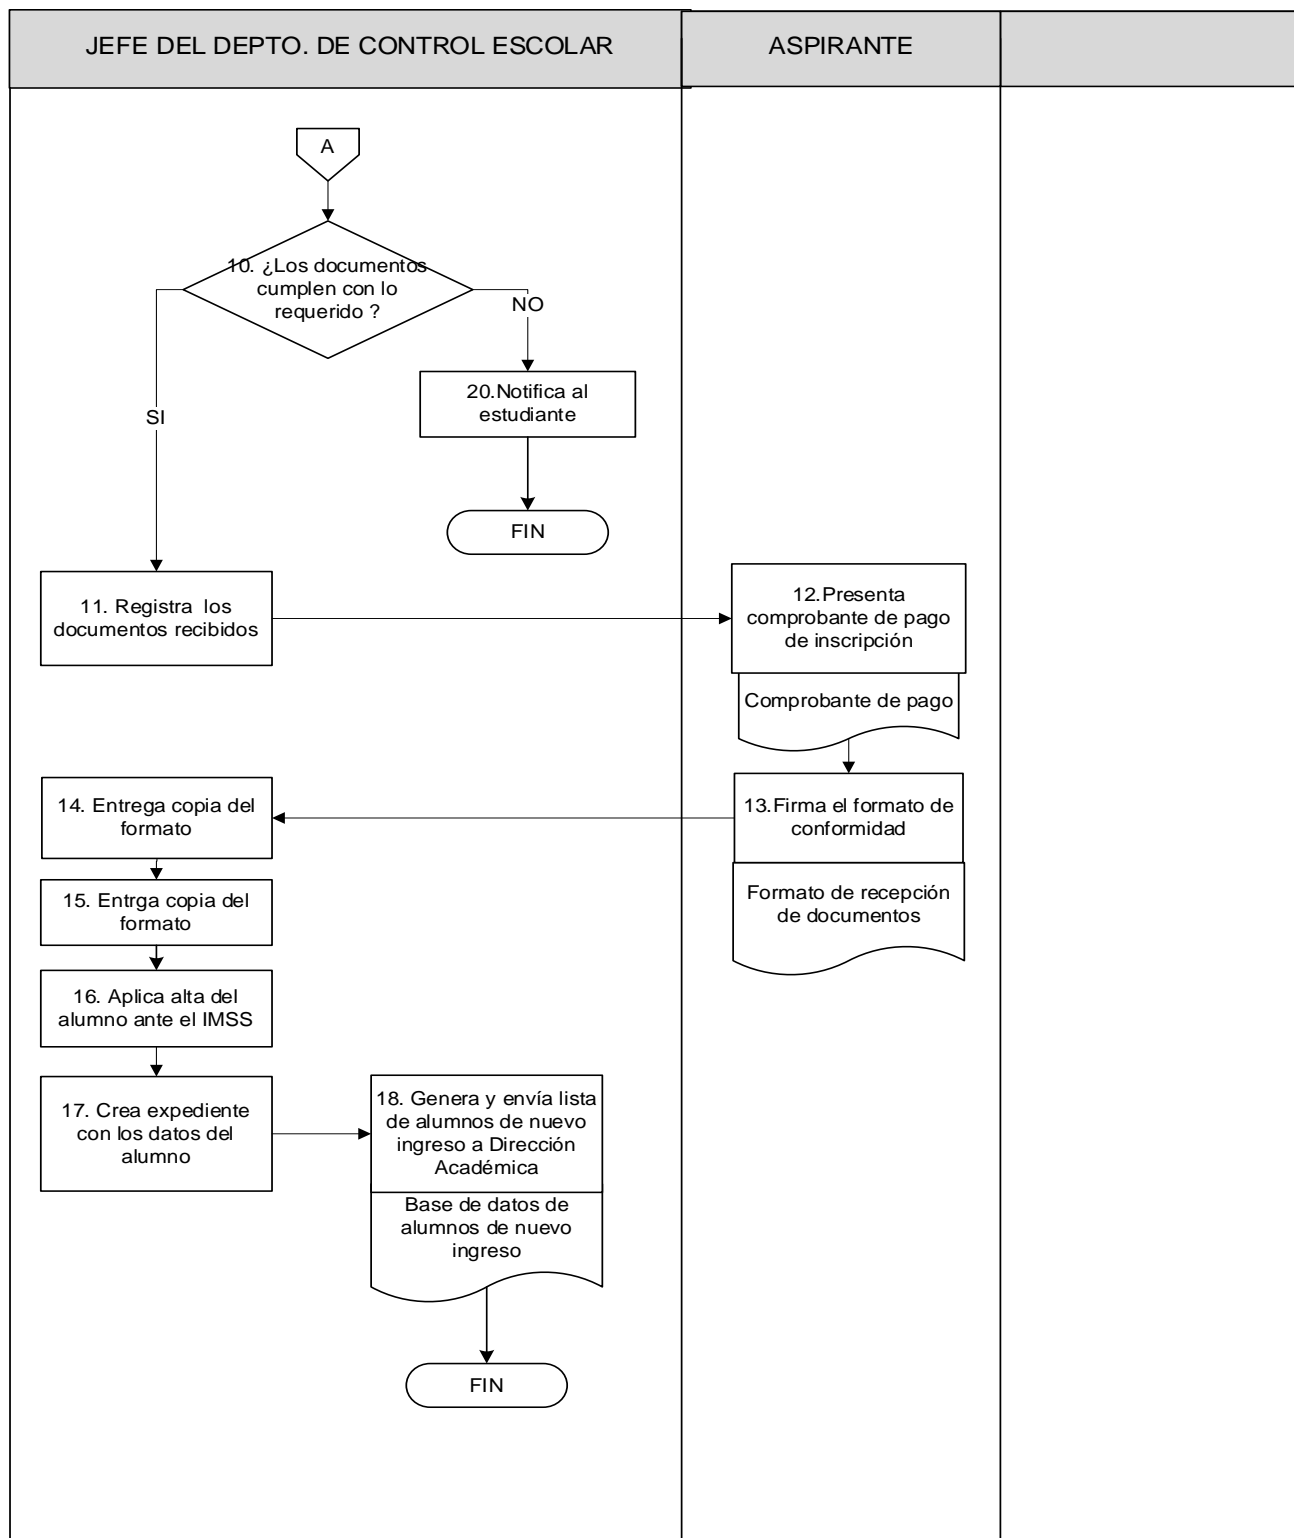 JEFE DEL DEPTO. DE CONTROL ESCOLAR
ASPIRANTE
A
10. ¿Los documentos
cumplen con lo
requerido ?
NO
SI
20.Notifica al
estudiante
FIN
11. Registra los
documentos recibidos
12.Presenta
comprobante de pago
de inscripción
Comprobante de pago
13.Firma el formato de
conformidad
Formato de recepción
de documentos
14. Entrega copia del
formato
15. Entrga copia del
formato
16. Aplica alta del
alumno ante el IMSS
17. Crea expediente
con los datos del
alumno
18. Genera y envía lista
de alumnos de nuevo
ingreso a Dirección
Académica
Base de datos de
alumnos de nuevo
ingreso
FIN